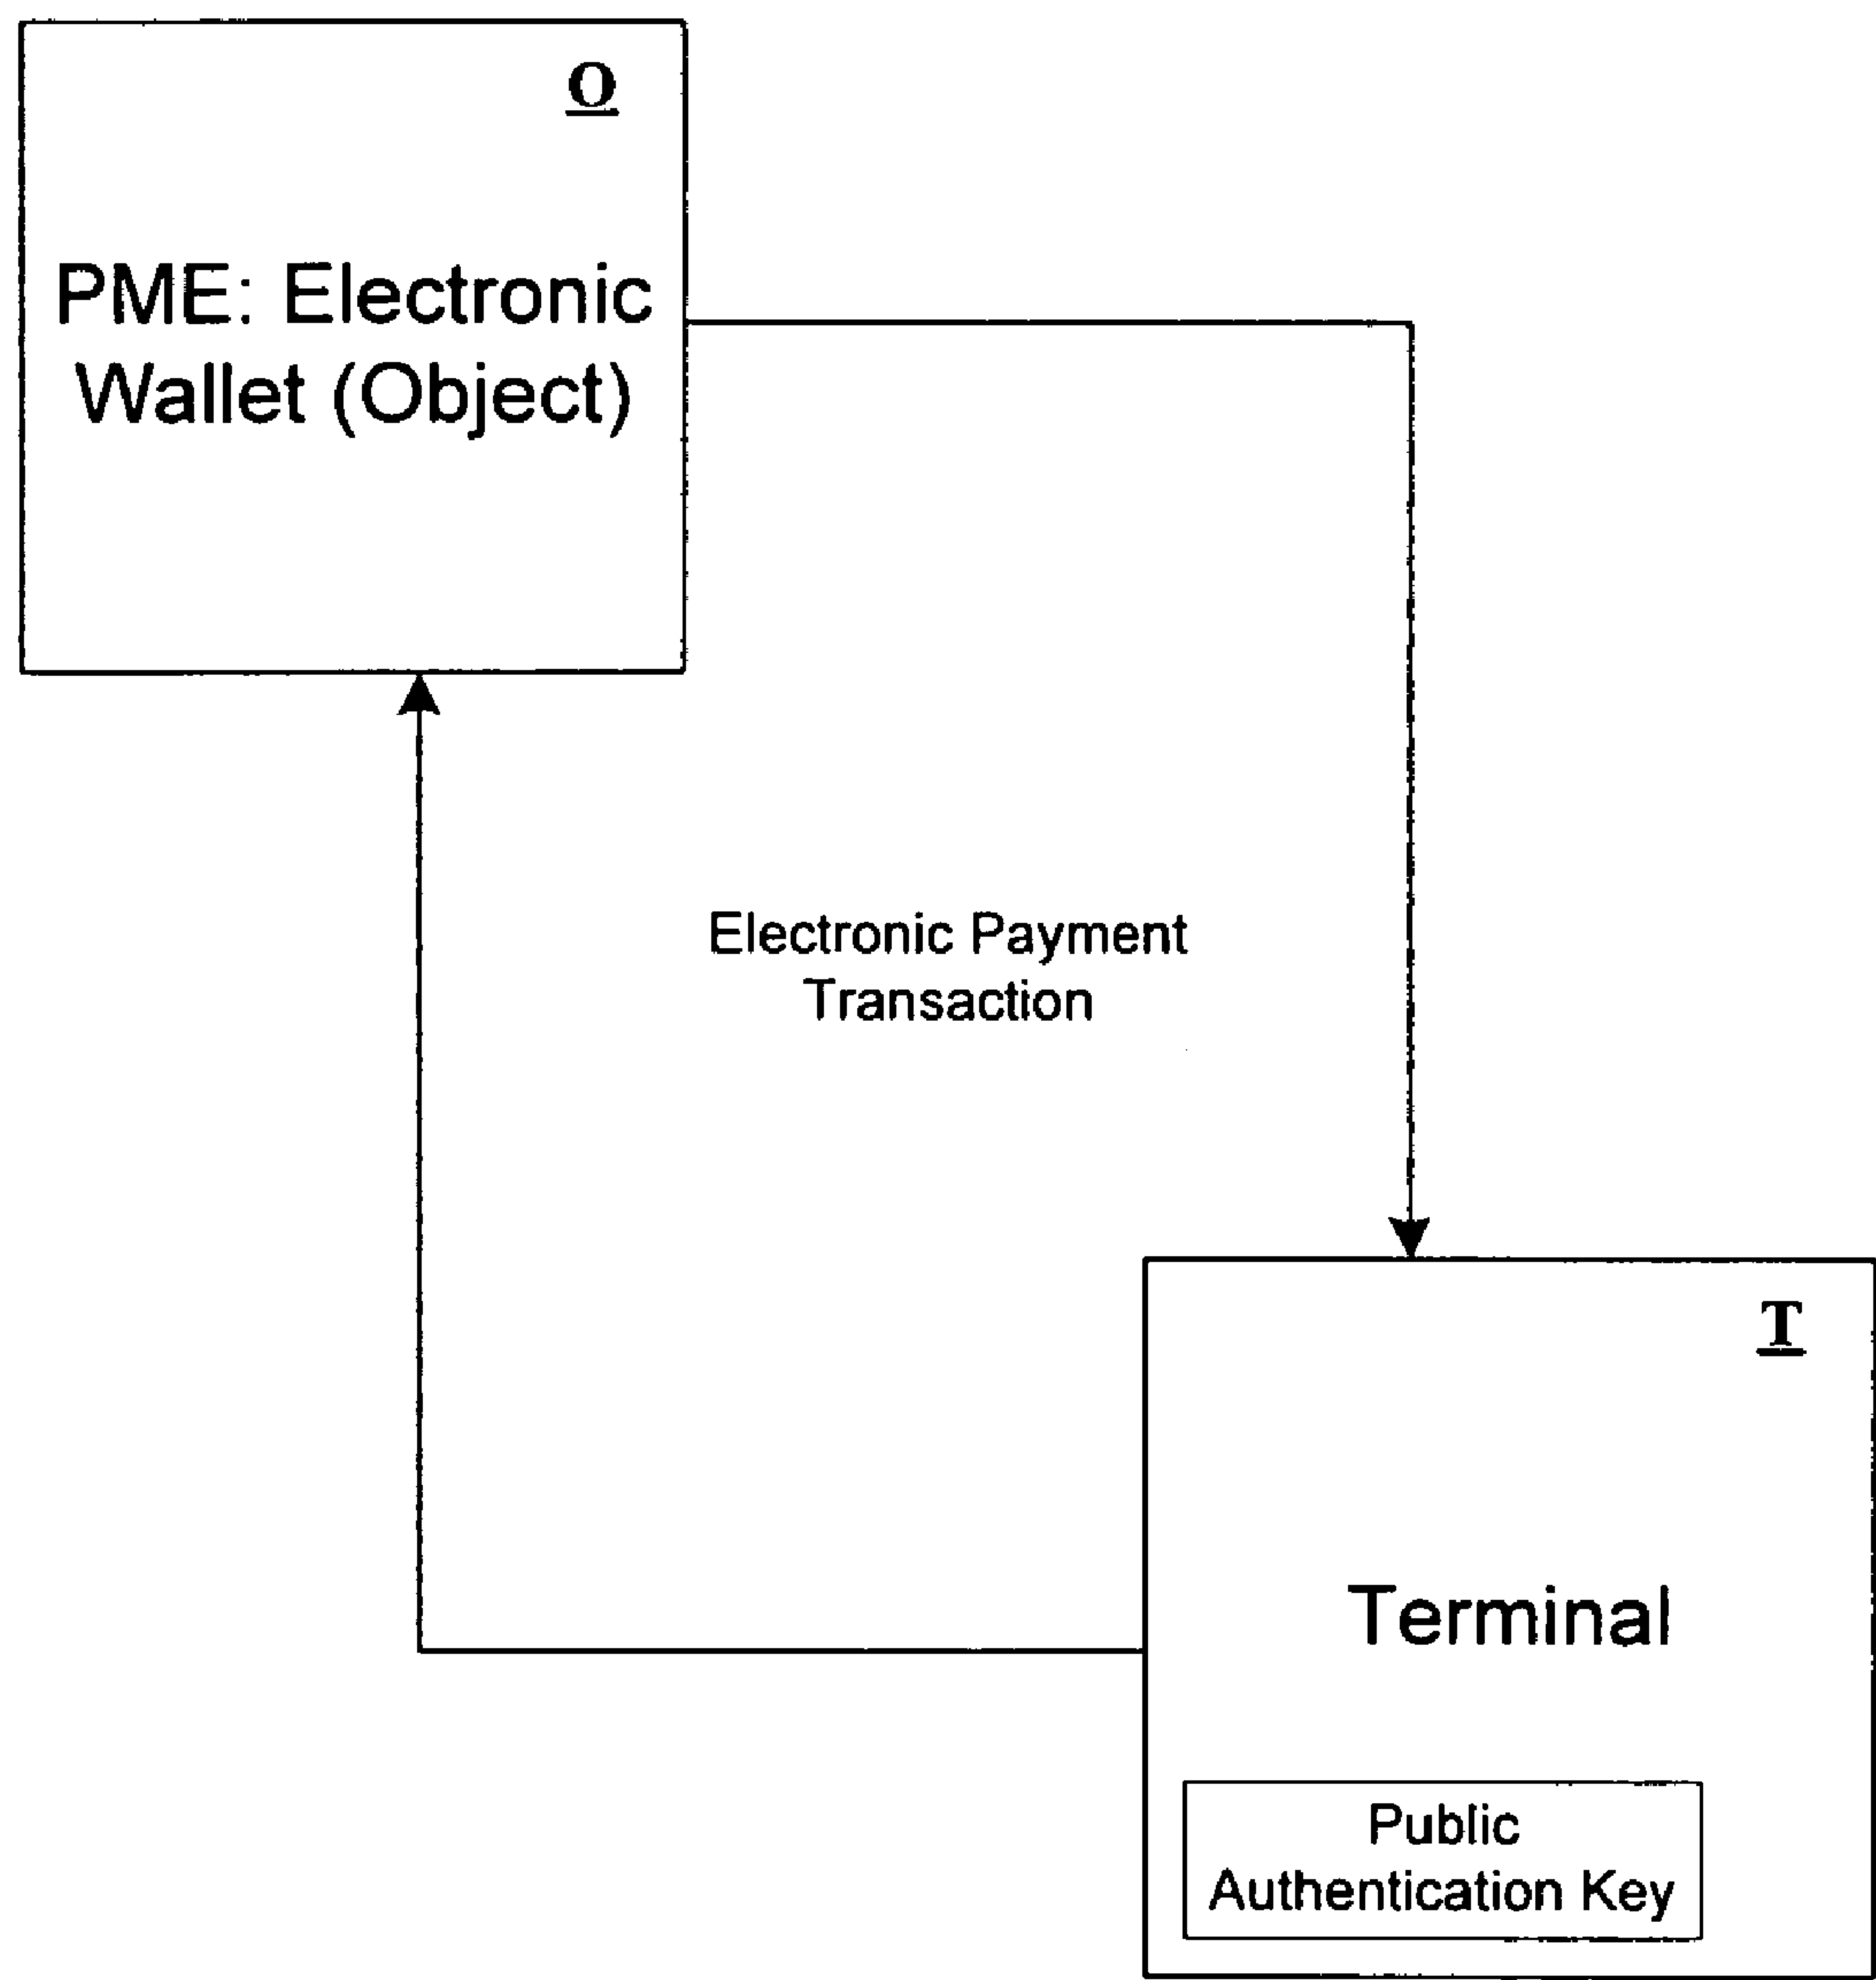 O
PME: Electronic
Wallet (Object)
Electronic Payment
Transaction
T
Terminal
Public
Authentication Key